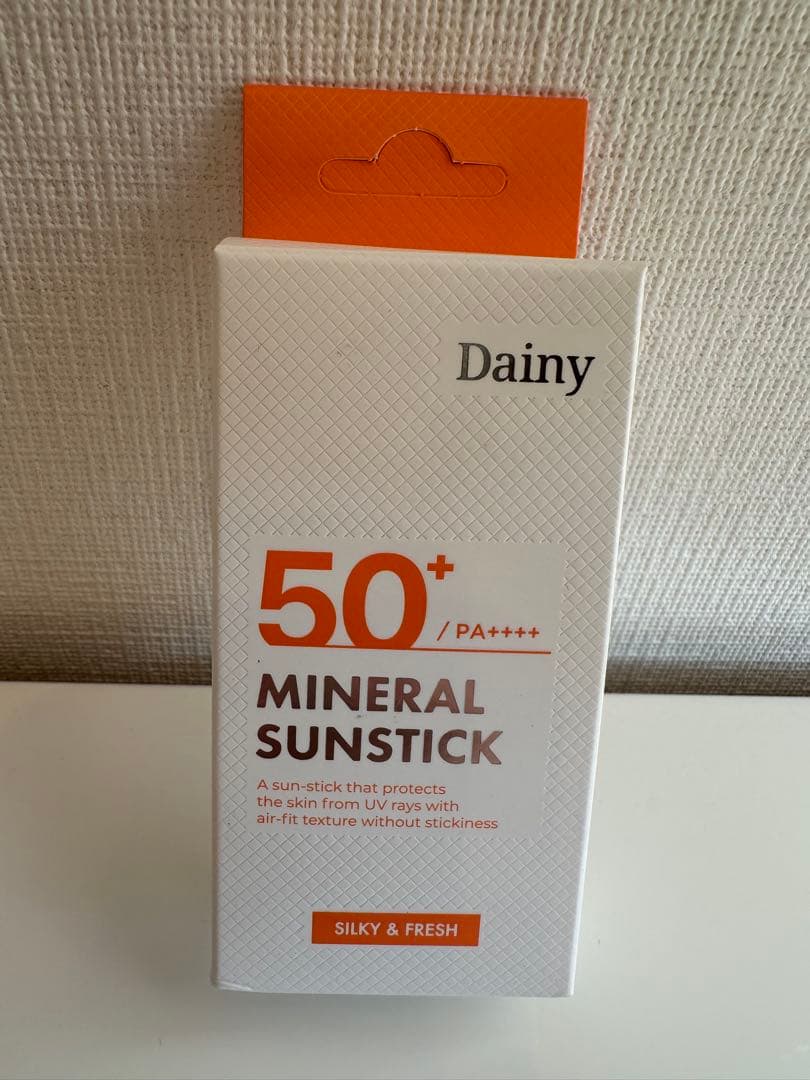 Dainy
50+ / PA++++
MINERAL
SUNSTICK
A sun-stick that protects
the skin from UV rays with
air-fit texture without stickiness
SILKY & FRESH